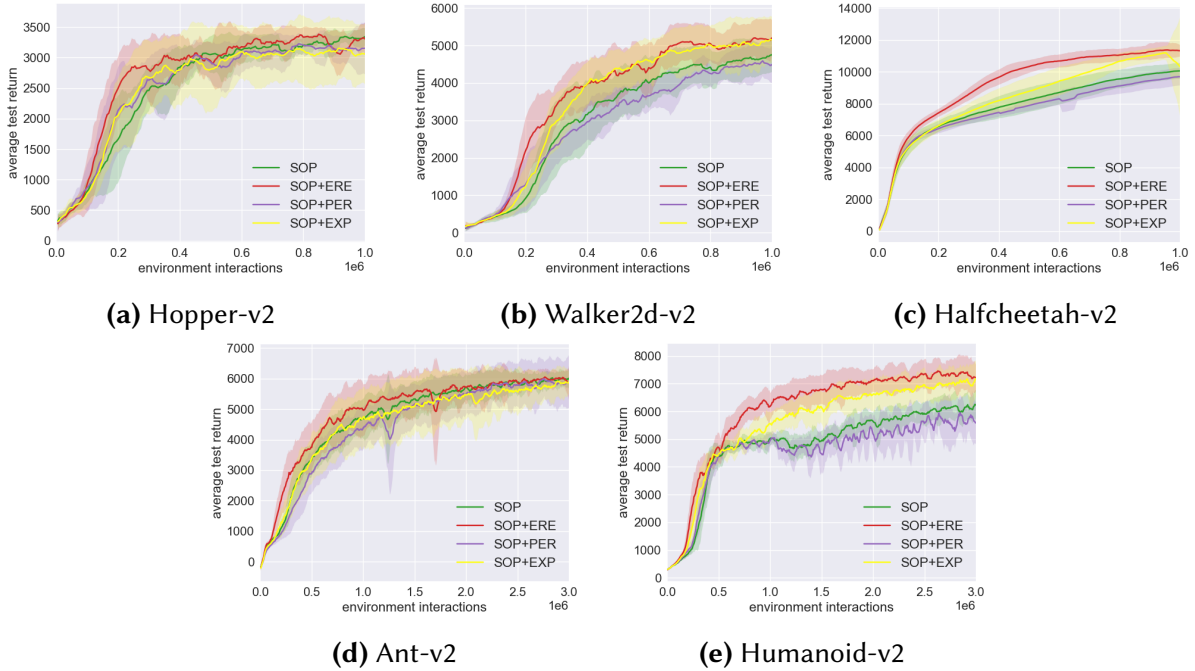 average test return
3500
3000
2500
2000
1500
1000
500
0
SOP
SOP+ERE
SOP+PER
SOP+EXP
0.0 0.2 0.4 0.6 0.8 1.0
environment interactions 1e6
(a) Hopper-v2
average test return
6000
5000
4000
3000
2000
1000
0
SOP
SOP+ERE
SOP+PER
SOP+EXP
0.0 0.2 0.4 0.6 0.8 1.0
environment interactions 1e6
(b) Walker2d-v2
average test return
14000
12000
10000
8000
6000
4000
2000
0
SOP
SOP+ERE
SOP+PER
SOP+EXP
0.0 0.2 0.4 0.6 0.8 1.0
environment interactions 1e6
(c) Halfcheetah-v2
average test return
7000
6000
5000
4000
3000
2000
1000
0
SOP
SOP+ERE
SOP+PER
SOP+EXP
0.0 0.5 1.0 1.5 2.0 2.5 3.0
environment interactions 1e6
(d) Ant-v2
average test return
8000
7000
6000
5000
4000
3000
2000
1000
0
SOP
SOP+ERE
SOP+PER
SOP+EXP
0.0 0.5 1.0 1.5 2.0 2.5 3.0
environment interactions 1e6
(e) Humanoid-v2